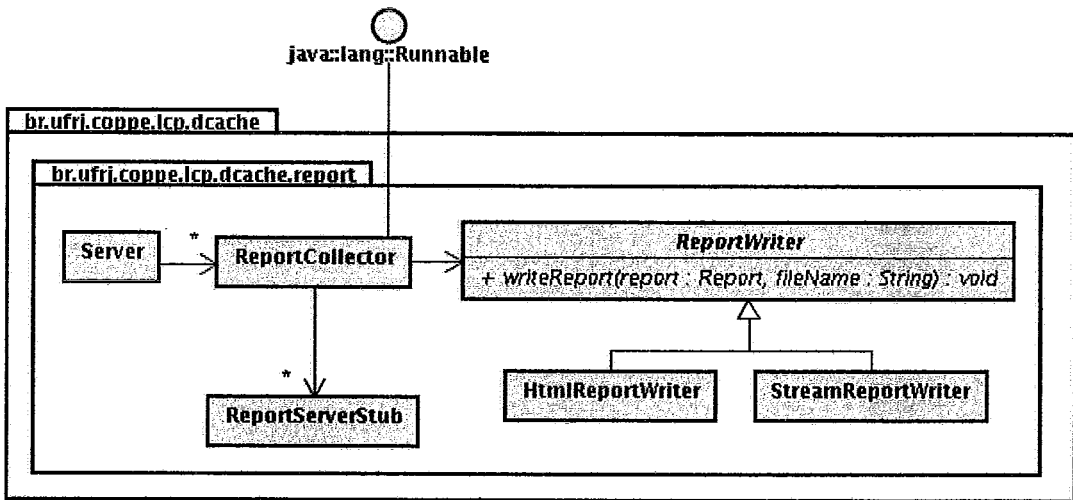 java::lang::Runnable
br.ufrj.coppe.lcp.dcache
br.ufrj.coppe.lcp.dcache.report
Server
*
ReportCollector
ReportWriter
+ writeReport(report : Report, fileName : String) : void
*
ReportServerStub
HtmlReportWriter
StreamReportWriter